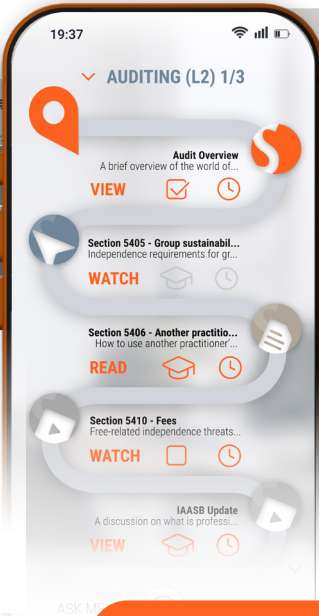 19:37
AUDITING (L2) 1/3
Audit Overview
A brief overview of the world of...
VIEW
Section 5405 - Group sustainabil...
Independence requirements for gr...
WATCH
Section 5406 - Another practitio...
How to use another practitioner'...
READ
Section 5410 - Fees
Free-related independence threats...
WATCH
IAASB Update
A discussion on what is professi...
VIEW
ASK